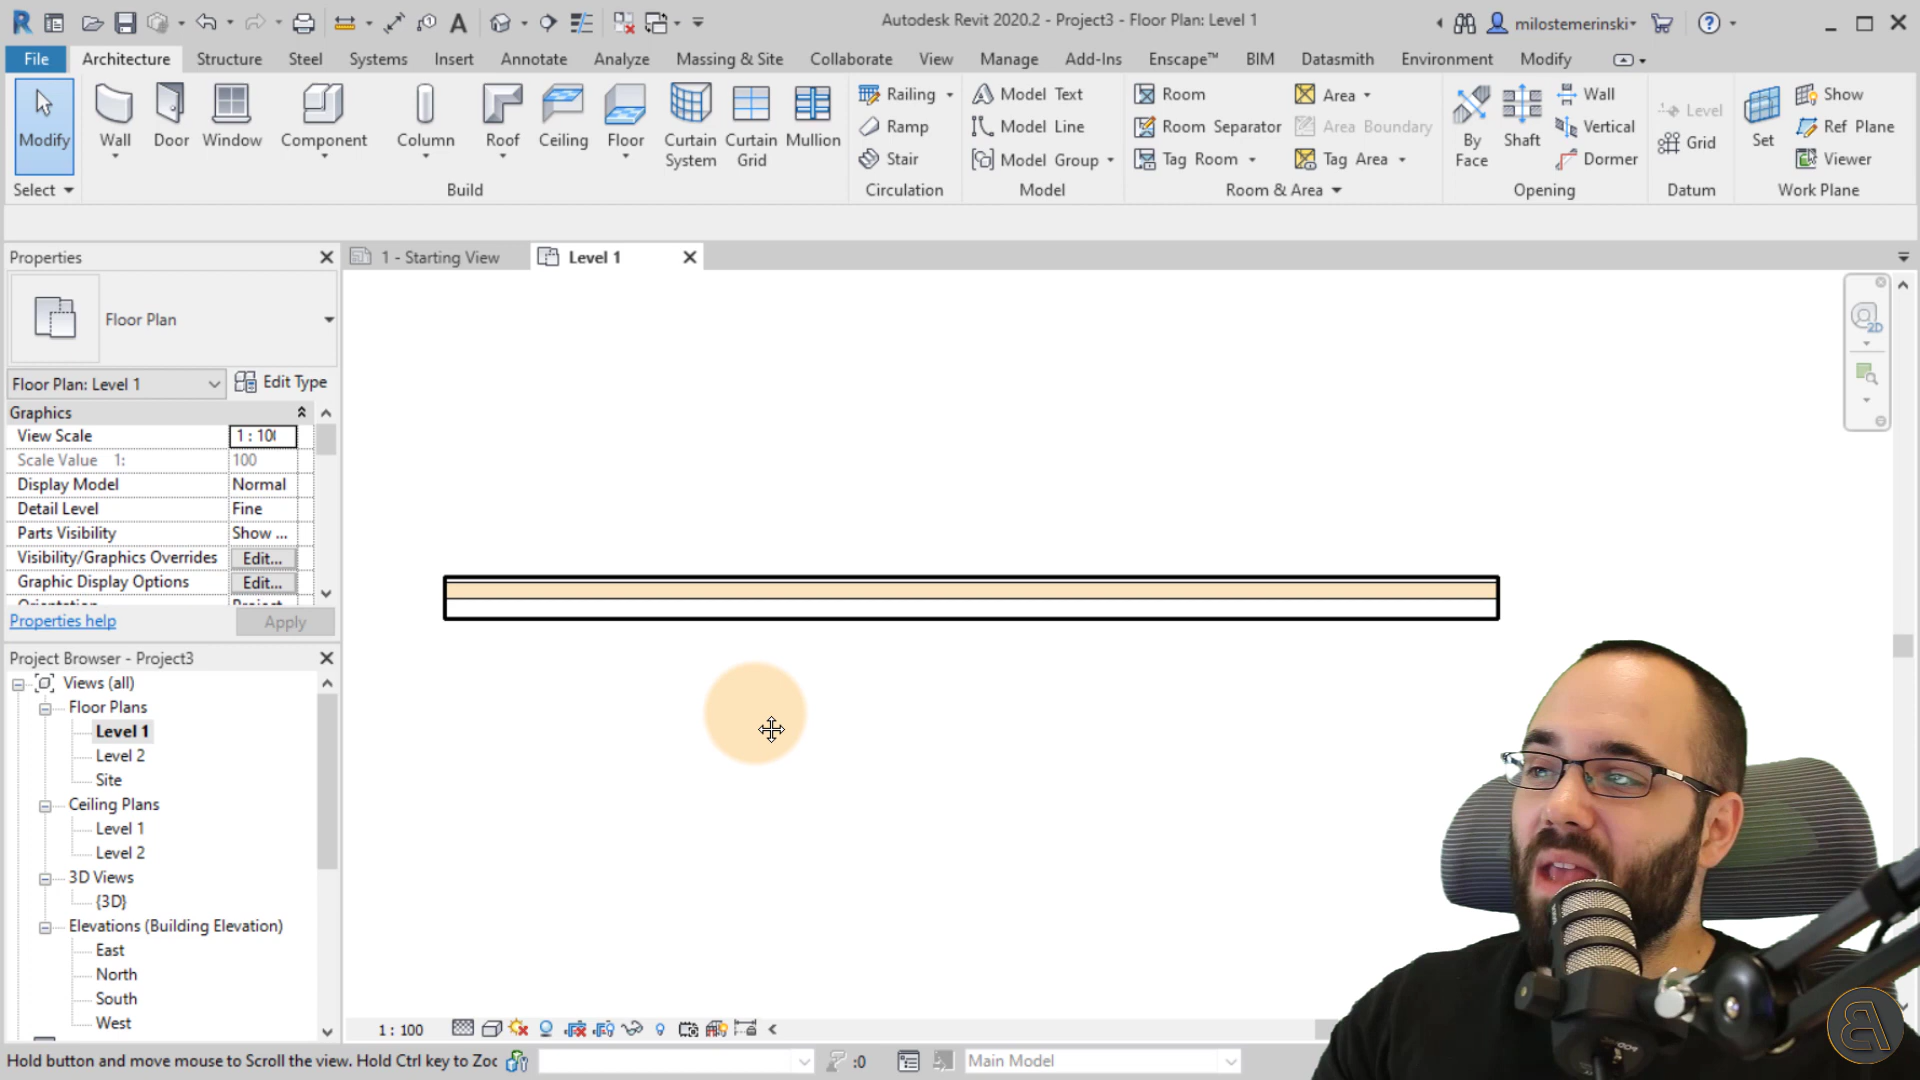 Autodesk Revit 2020.2 - Project3 - Floor Plan: Level 1
milostemerinski
File Architecture Structure Steel Systems Insert Annotate Analyze Massing & Site Collaborate View Manage Add-Ins Enscape™ BIM Datasmith Environment Modify
Modify Wall Door Window Component Column Roof Ceiling Floor Curtain System Curtain Grid Mullion
Railing Model Text Room Area Wall Level Show
Ramp Model Line Room Separator Area Boundary By Face Shaft Vertical Grid Set Ref Plane
Stair Model Group Tag Room Tag Area Dormer Viewer
Select Build Circulation Model Room & Area Opening Datum Work Plane
Properties
1 - Starting View
Level 1
Floor Plan
Floor Plan: Level 1
Edit Type
Graphics
View Scale 1 : 10
Scale Value 1: 100
Display Model Normal
Detail Level Fine
Parts Visibility Show ...
Visibility/Graphics Overrides Edit...
Graphic Display Options Edit...
Orientation Project
Properties help Apply
Project Browser - Project3
Views (all)
Floor Plans
Level 1
Level 2
Site
Ceiling Plans
Level 1
Level 2
3D Views
{3D}
Elevations (Building Elevation)
East
North
South
West
1 : 100
2D
Hold button and move mouse to Scroll the view. Hold Ctrl key to Zoo
:0
Main Model